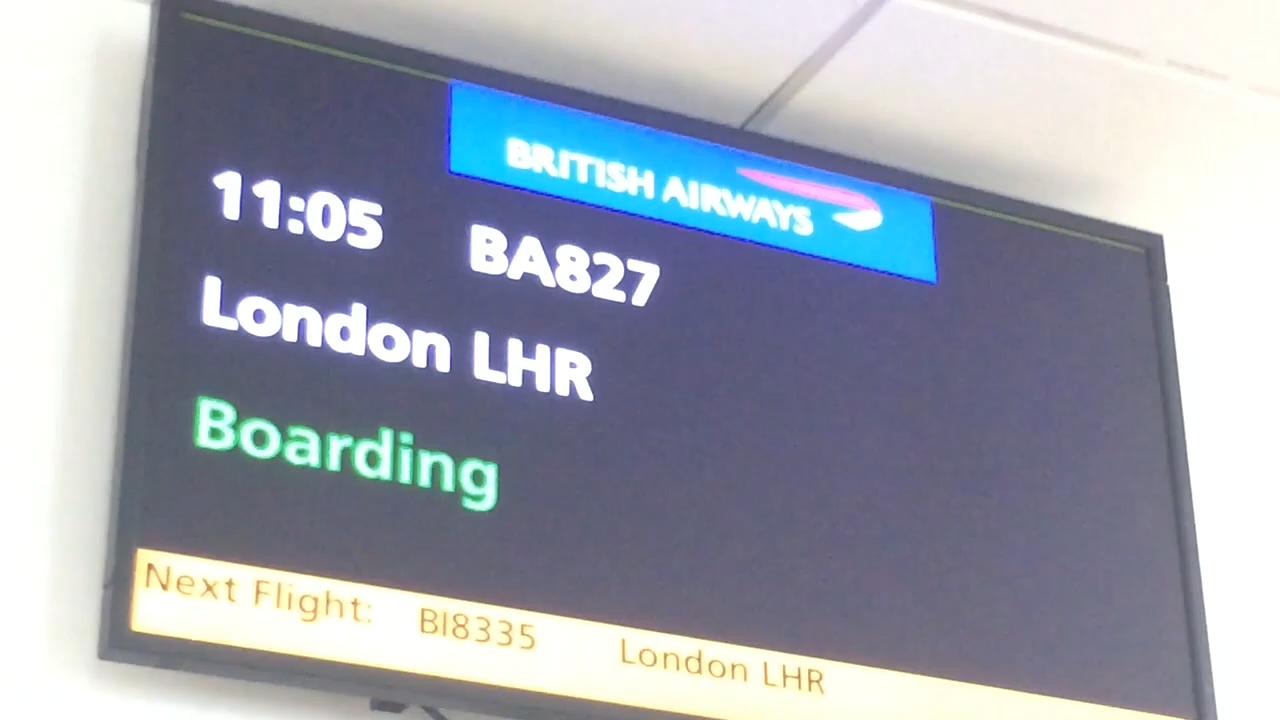 BRITISH AIRWAYS
11:05 BA827
London LHR
Boarding
Next Flight: BI8335 London LHR